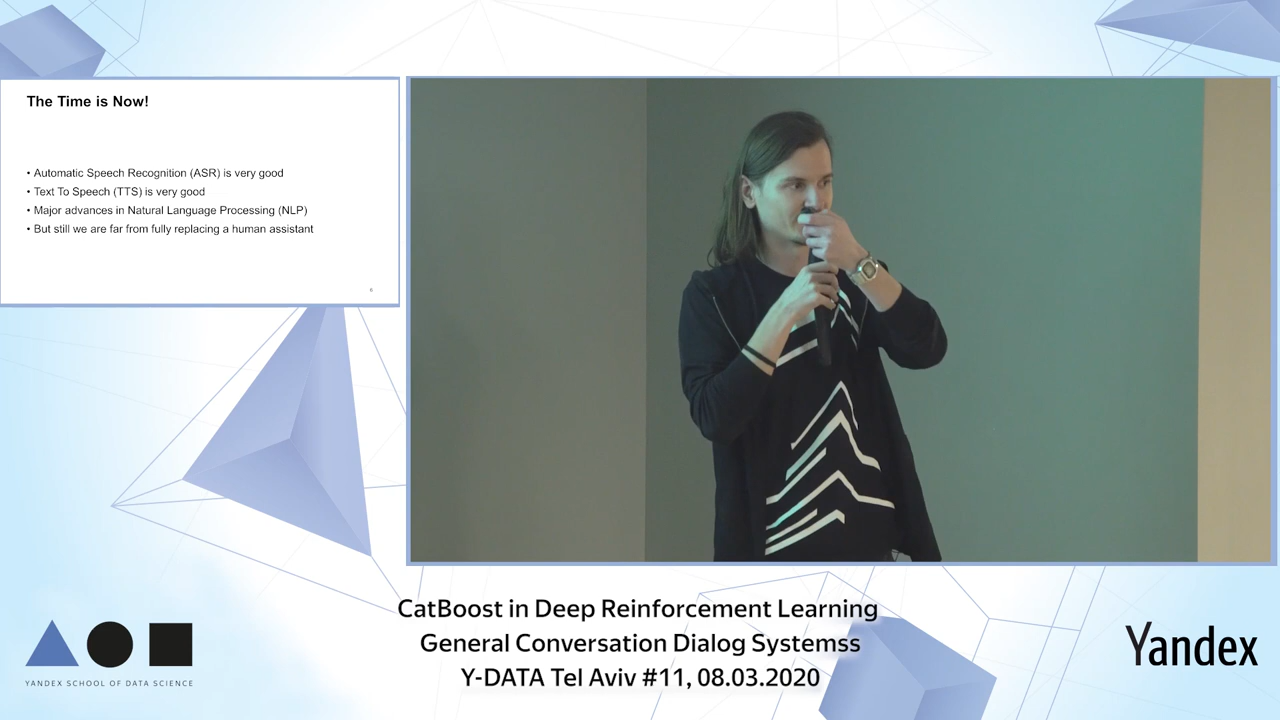 The Time is Now!
• Automatic Speech Recognition (ASR) is very good
• Text To Speech (TTS) is very good
• Major advances in Natural Language Processing (NLP)
• But still we are far from fully replacing a human assistant
6
CatBoost in Deep Reinforcement Learning
General Conversation Dialog Systemss
Y-DATA Tel Aviv #11, 08.03.2020
YANDEX SCHOOL OF DATA SCIENCE
Yandex